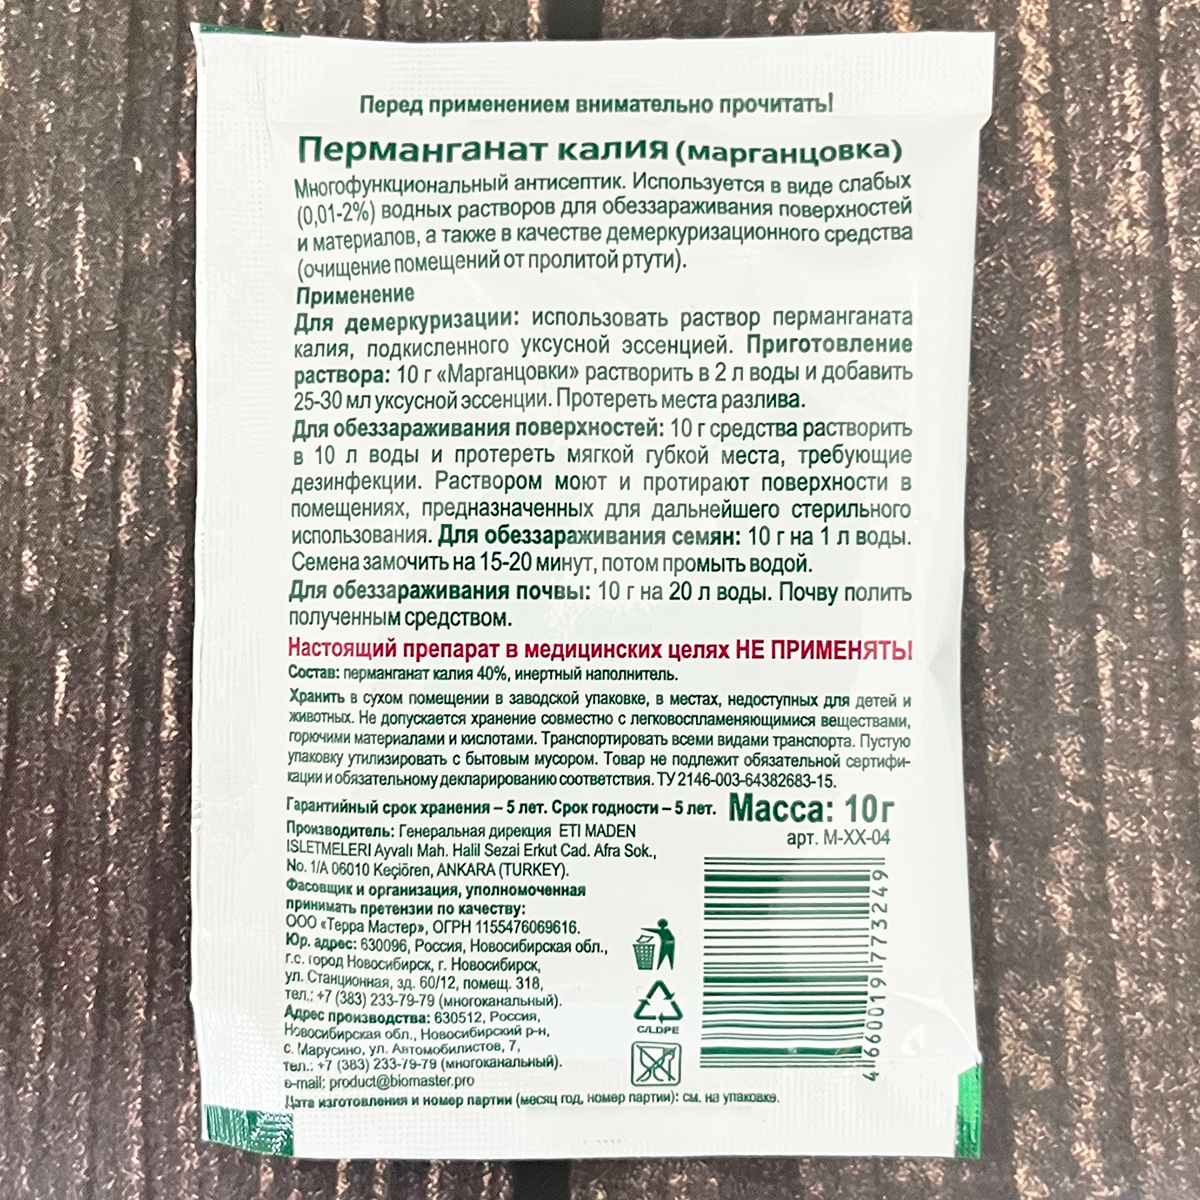 Перед применением внимательно прочитать!
Перманганат калия (марганцовка)
Многофункциональный антисептик. Используется в виде слабых
(0,01-2%) водных растворов для обеззараживания поверхностей
и материалов, а также в качестве демеркуризационного средства
(очищение помещений от пролитой ртути).
Применение
Для демеркуризации: использовать раствор перманганата
калия, подкисленного уксусной эссенцией. Приготовление
раствора: 10 г «Марганцовки» растворить в 2 л воды и добавить
25-30 мл уксусной эссенции. Протереть места разлива.
Для обеззараживания поверхностей: 10 г средства растворить
в 10 л воды и протереть мягкой губкой места, требующие
дезинфекции. Раствором моют и протирают поверхности в
помещениях, предназначенных для дальнейшего стерильного
использования. Для обеззараживания семян: 10 г на 1 л воды.
Семена замочить на 15-20 минут, потом промыть водой.
Для обеззараживания почвы: 10 г на 20 л воды. Почву полить
полученным средством.
Настоящий препарат в медицинских целях НЕ ПРИМЕНЯТЬ!
Состав: перманганат калия 40%, инертный наполнитель.
Хранить в сухом помещении в заводской упаковке, в местах, недоступных для детей и
животных. Не допускается хранение совместно с легковоспламеняющимися веществами,
горючими материалами и кислотами. Транспортировать всеми видами транспорта. Пустую
упаковку утилизировать с бытовым мусором. Товар не подлежит обязательной сертифи-
кации и обязательному декларированию соответствия. ТУ 2146-003-64382683-15.
Гарантийный срок хранения – 5 лет. Срок годности – 5 лет. Масса: 10г
арт. М-ХХ-04
Производитель: Генеральная дирекция ETI MADEN
ISLETMELERI Ayvalı Mah. Halil Sezai Erkut Cad. Afra Sok.,
No. 1/A 06010 Keçiören, ANKARA (TURKEY).
Фасовщик и организация, уполномоченная
принимать претензии по качеству:
ООО «Терра Мастер», ОГРН 1155476069616.
Юр. адрес: 630096, Россия, Новосибирская обл.,
г.о. город Новосибирск, г. Новосибирск,
ул. Станционная, зд. 60/12, помещ. 318,
тел.: +7 (383) 233-79-79 (многоканальный).
Адрес производства: 630512, Россия,
Новосибирская обл., Новосибирский р-н,
с. Марусино, ул. Автомобилистов, 7,
тел.: +7 (383) 233-79-79 (многоканальный).
e-mail: product@biomaster.pro
Дата изготовления и номер партии (месяц год, номер партии): см. на упаковке.
C/LDPE
4 660019 773249